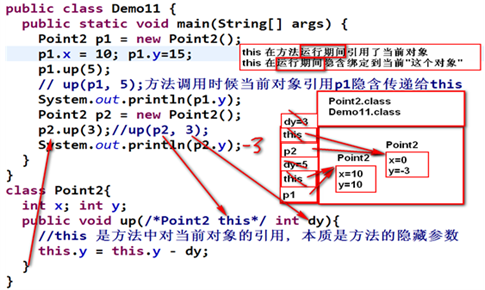 public class Demo11 {
public static void main(String[] args) {
Point2 p1 = new Point2();
p1.x = 10; p1.y=15;
p1.up(5);
// up(p1, 5);方法调用时候当前对象引用p1隐含传递给this
System.out.println(p1.y);
Point2 p2 = new Point2();
p2.up(3);//up(p2, 3);
System.out.println(p2.y);
-3
}
}
class Point2{
int x; int y;
public void up(/*Point2 this*/ int dy){
//this 是方法中对当前对象的引用，本质是方法的隐藏参数
this.y = this.y - dy;
}
}
this 在方法运行期间引用了当前对象
this 在运行期间隐含绑定到当前"这个对象"
Point2.class
Demo11.class
dy=3
this
p2
dy=5
this
p1
Point2
x=10
y=10
Point2
x=0
y=-3